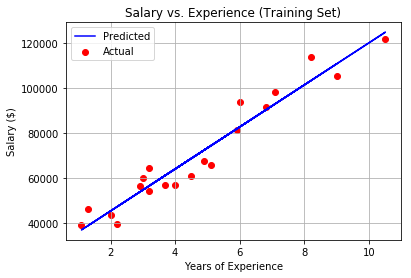 Salary vs. Experience (Training Set)
Predicted
Actual
Salary ($)
120000
100000
80000
60000
40000
2
4
6
8
10
Years of Experience